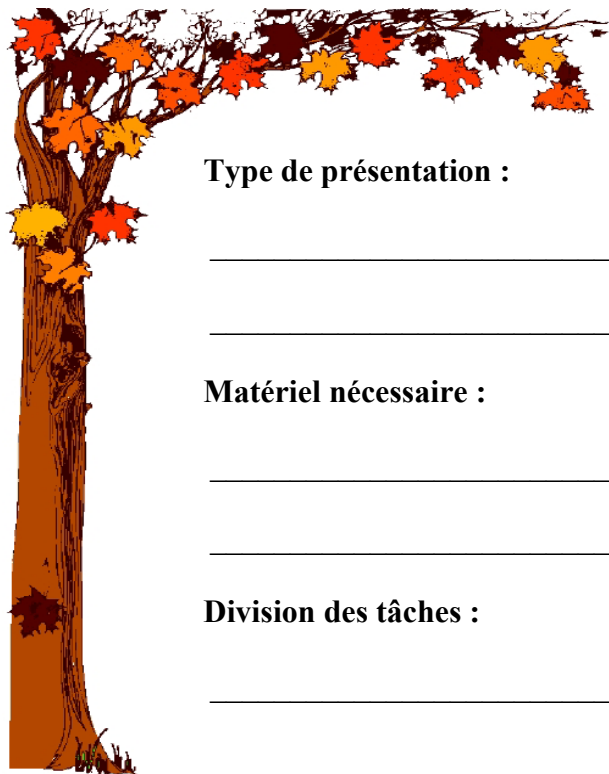 Type de présentation :
Matériel nécessaire :
Division des tâches :